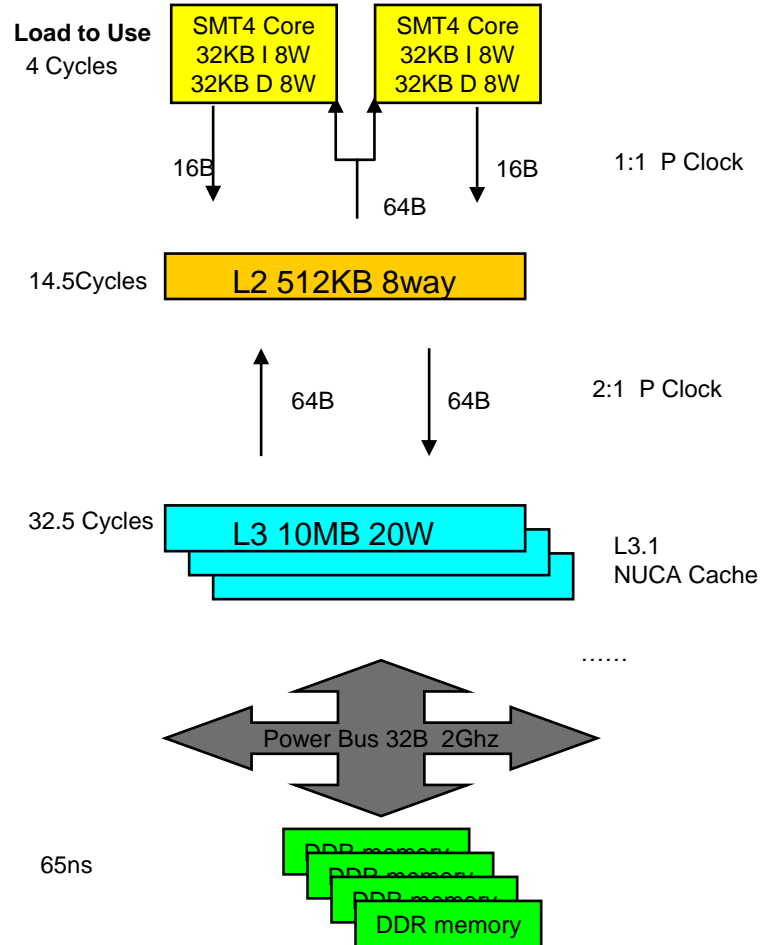 Load to Use
4 Cycles
SMT4 Core
32KB I 8W
32KB D 8W
SMT4 Core
32KB I 8W
32KB D 8W
16B
64B
16B
1:1 P Clock
14.5Cycles
L2 512KB 8way
64B
64B
2:1 P Clock
32.5 Cycles
L3 10MB 20W
L3.1
NUCA Cache
......
Power Bus 32B 2Ghz
65ns
DDR memory
DDR memory
DDR memory
DDR memory